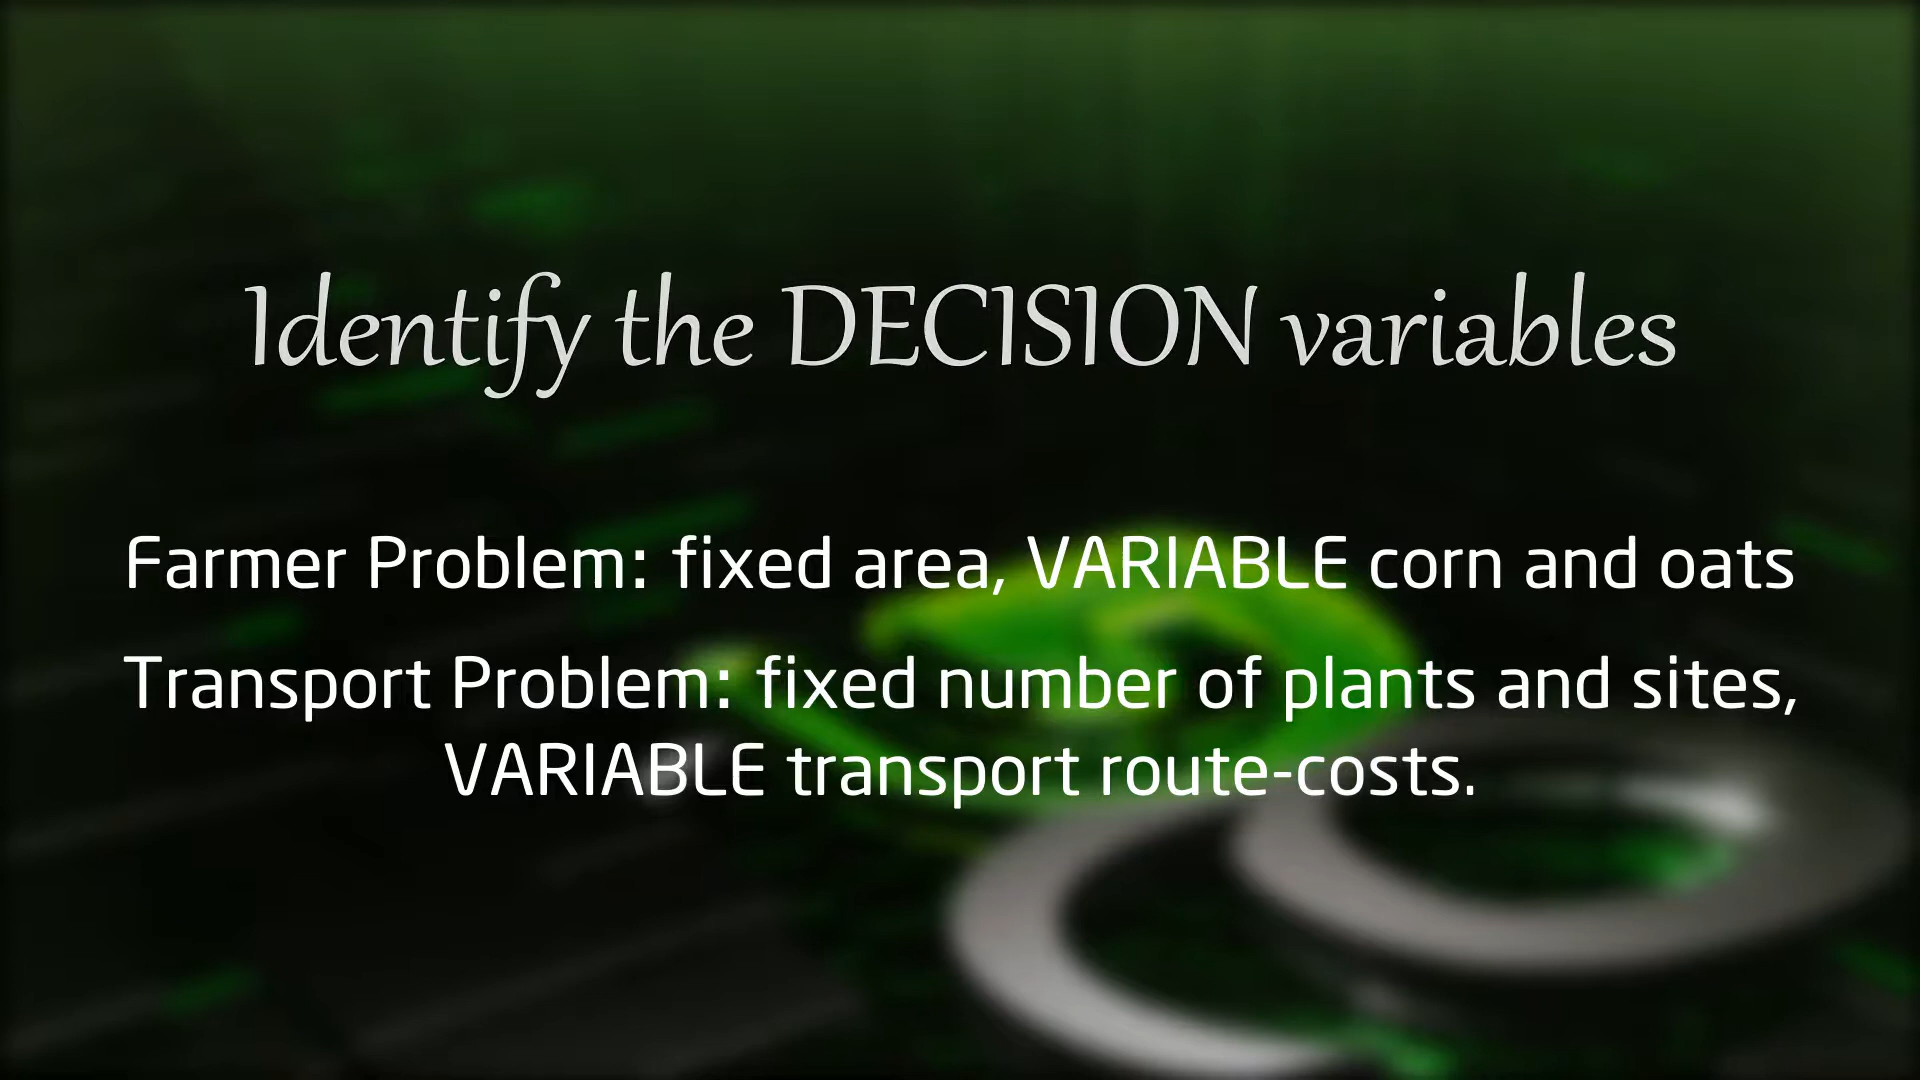 Identify the DECISION variables
Farmer Problem: fixed area, VARIABLE corn and oats
Transport Problem: fixed number of plants and sites,
VARIABLE transport route-costs.